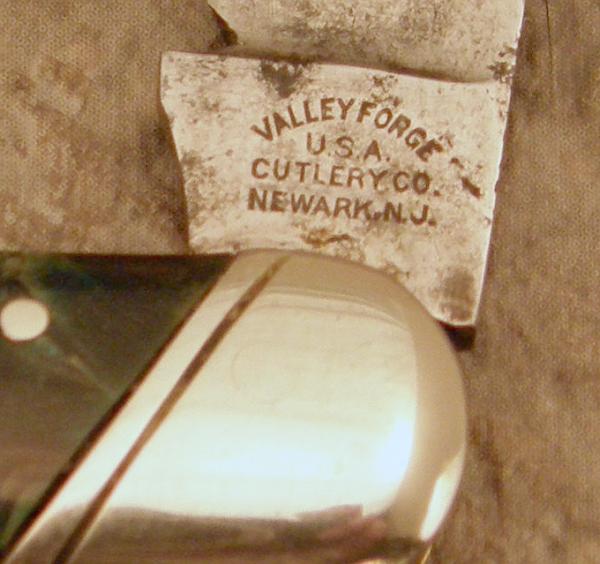 VALLEY FORGE
U.S.A.
CUTLERY CO.
NEWARK, N.J.